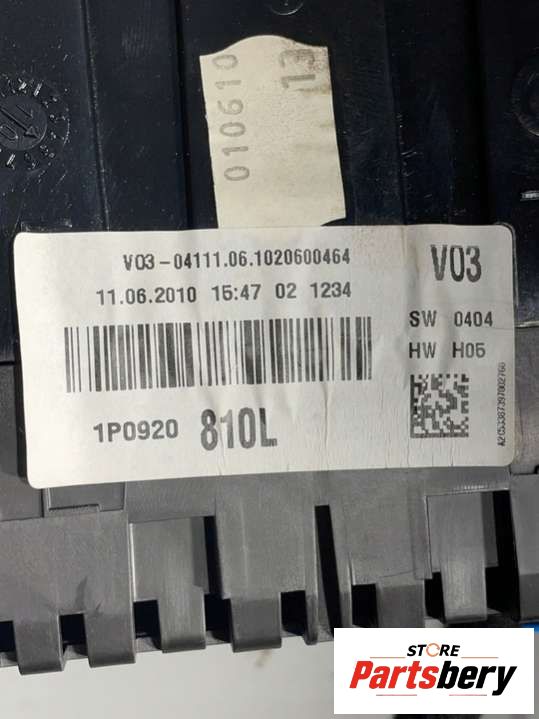 010610
13
V03-04111.06.1020600464
V03
11.06.2010 15:47 02 1234
SW 0404
HW H05
1P0920 810L
A2C53387397002760
STORE
Partsbery